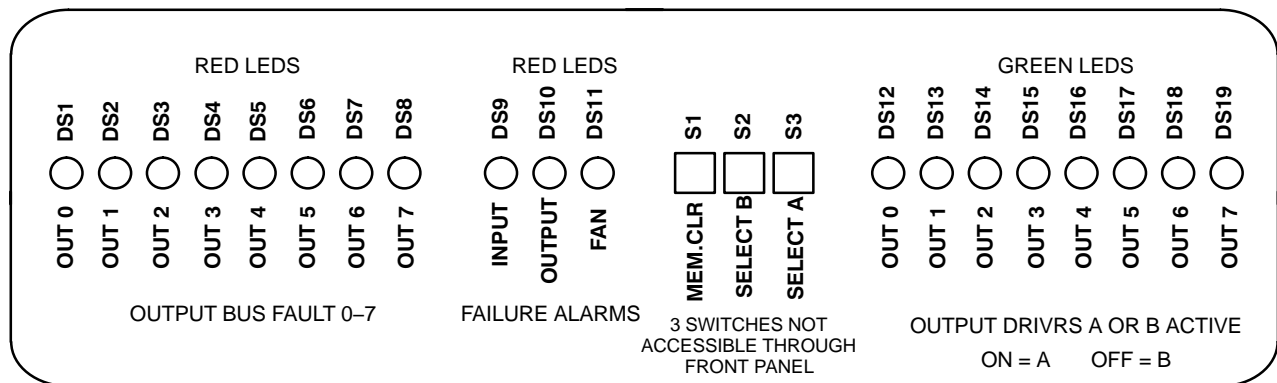 RED LEDS
DS1 DS2 DS3 DS4 DS5 DS6 DS7 DS8
OUT 0 OUT 1 OUT 2 OUT 3 OUT 4 OUT 5 OUT 6 OUT 7
OUTPUT BUS FAULT 0–7
RED LEDS
DS9 DS10 DS11
INPUT OUTPUT FAN
FAILURE ALARMS
S1 S2 S3
MEM.CLR SELECT B SELECT A
3 SWITCHES NOT
ACCESSIBLE THROUGH
FRONT PANEL
GREEN LEDS
DS12 DS13 DS14 DS15 DS16 DS17 DS18 DS19
OUT 0 OUT 1 OUT 2 OUT 3 OUT 4 OUT 5 OUT 6 OUT 7
OUTPUT DRIVRS A OR B ACTIVE
ON = A OFF = B